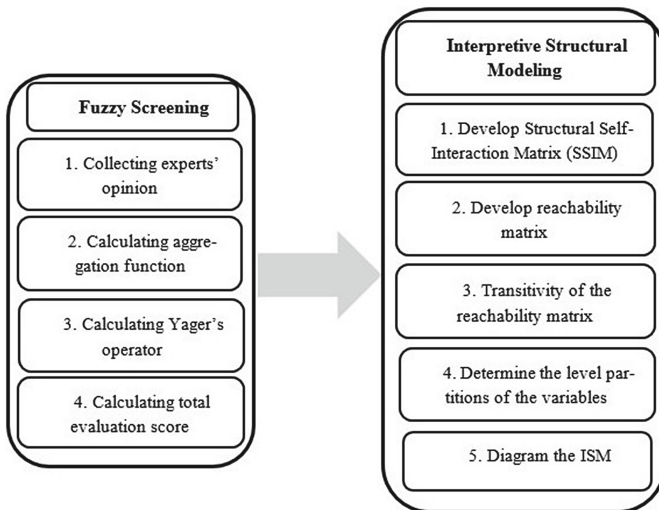 Fuzzy Screening
1. Collecting experts'
opinion
2. Calculating aggre-
gation function
3. Calculating Yager's
operator
4. Calculating total
evaluation score
Interpretive Structural
Modeling
1. Develop Structural Self-
Interaction Matrix (SSIM)
2. Develop reachability
matrix
3. Transitivity of the
reachability matrix
4. Determine the level par-
titions of the variables
5. Diagram the ISM